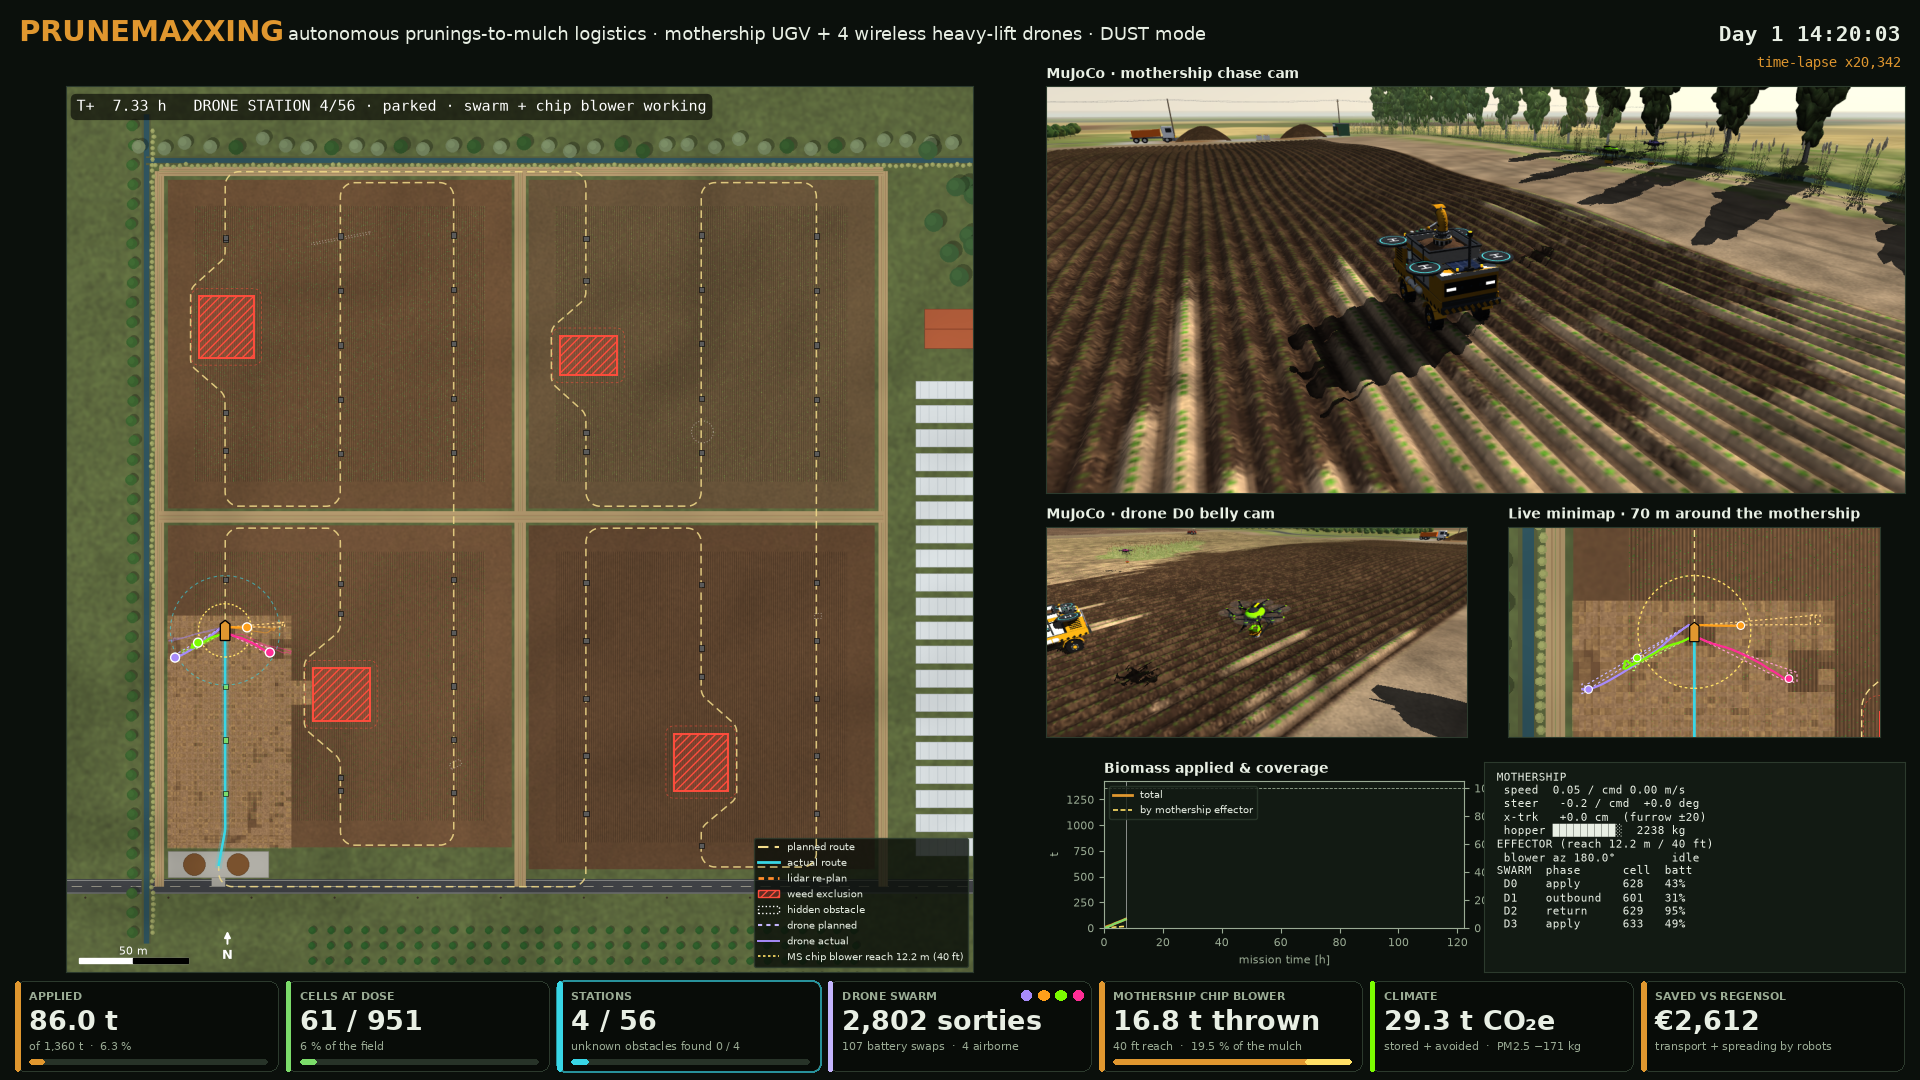 PRUNEMAXXING autonomous prunings-to-mulch logistics · mothership UGV + 4 wireless heavy-lift drones · DUST mode
Day 1 14:20:03
time-lapse x20,342
T+ 7.33 h DRONE STATION 4/56 · parked · swarm + chip blower working
50 m
N
planned route
actual route
lidar re-plan
weed exclusion
hidden obstacle
drone planned
drone actual
MS chip blower reach 12.2 m (40 ft)
MuJoCo · mothership chase cam
MuJoCo · drone D0 belly cam
Live minimap · 70 m around the mothership
Biomass applied & coverage
total
by mothership effector
1250
1000
750
500
250
0
t
0 20 40 60 80 100 120
mission time [h]
MOTHERSHIP
speed 0.05 / cmd 0.00 m/s
steer -0.2 / cmd +0.0 deg
x-trk +0.0 cm (furrow ±20)
hopper 2238 kg
EFFECTOR (reach 12.2 m / 40 ft)
blower az 180.0° idle
SWARM phase cell batt
D0 apply 628 43%
D1 outbound 601 31%
D2 return 629 95%
D3 apply 633 49%
APPLIED
86.0 t
of 1,360 t · 6.3 %
CELLS AT DOSE
61 / 951
6 % of the field
STATIONS
4 / 56
unknown obstacles found 0 / 4
DRONE SWARM
2,802 sorties
107 battery swaps · 4 airborne
MOTHERSHIP CHIP BLOWER
16.8 t thrown
40 ft reach · 19.5 % of the mulch
CLIMATE
29.3 t CO₂e
stored + avoided · PM2.5 −171 kg
SAVED VS REGENSOL
€2,612
transport + spreading by robots